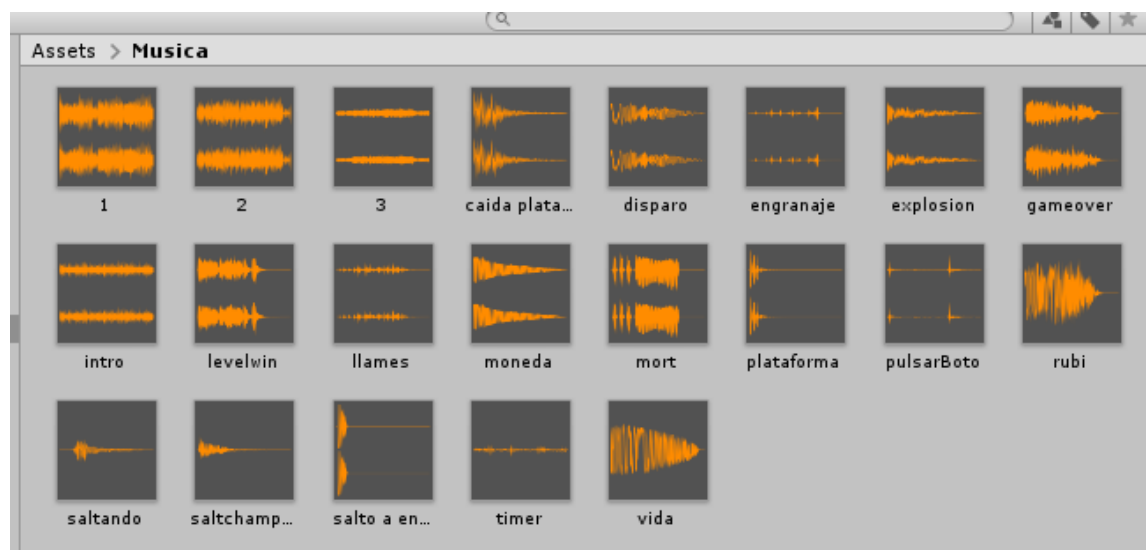 Assets > Musica
1 2 3 caida plata... disparo engranaje explosion gameover
intro levelwin llames moneda mort plataforma pulsarBoto rubi
saltando saltchamp... salto a en... timer vida